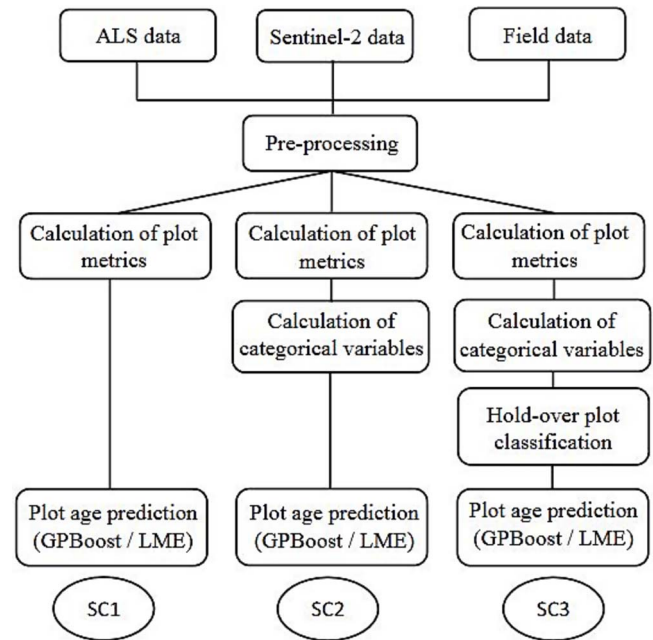 ALS data
Sentinel-2 data
Field data
Pre-processing
Calculation of plot
metrics
Calculation of plot
metrics
Calculation of plot
metrics
Calculation of
categorical variables
Calculation of
categorical variables
Hold-over plot
classification
Plot age prediction
(GPBoost / LME)
Plot age prediction
(GPBoost / LME)
Plot age prediction
(GPBoost / LME)
SC1
SC2
SC3